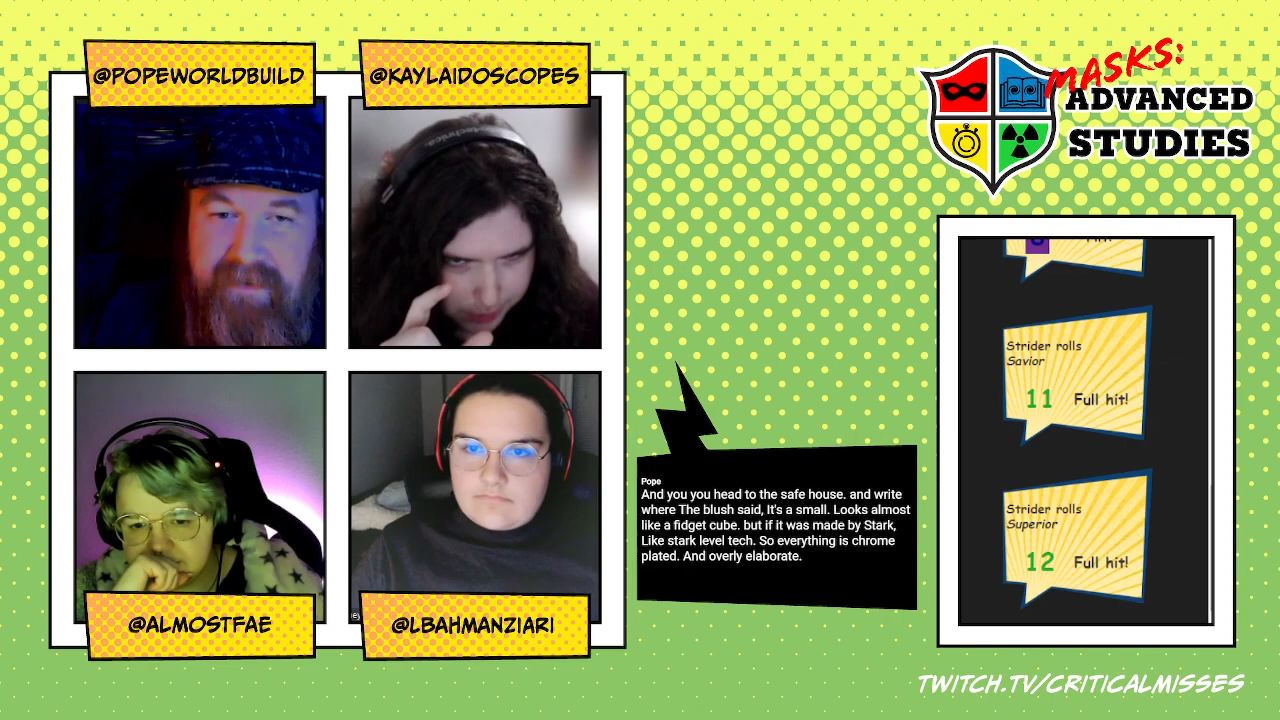 @POPEWORLDBUILD
@KAYLAIDOSCOPES
MASKS:
ADVANCED
STUDIES
technica
Strider rolls
Savior
11 Full hit!
Strider rolls
Superior
12 Full hit!
Pope
And you you head to the safe house. and write
where The blush said, It's a small. Looks almost
like a fidget cube. but if it was made by Stark,
Like stark level tech. So everything is chrome
plated. And overly elaborate.
@ALMOSTFAE
@LBAHMANZIARI
TWITCH.TV/CRITICALMISSES